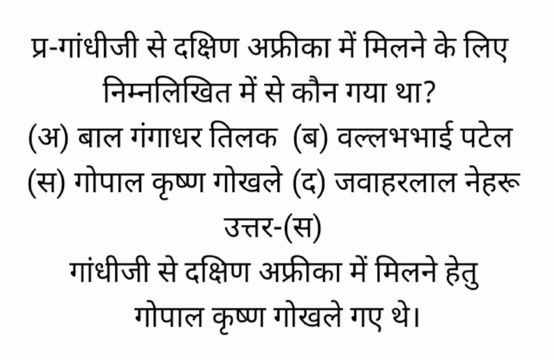 प्र-गांधीजी से दक्षिण अफ्रीका में मिलने के लिए
निम्नलिखित में से कौन गया था?
(अ) बाल गंगाधर तिलक (ब) वल्लभभाई पटेल
(स) गोपाल कृष्ण गोखले (द) जवाहरलाल नेहरू
उत्तर-(स)
गांधीजी से दक्षिण अफ्रीका में मिलने हेतु
गोपाल कृष्ण गोखले गए थे।